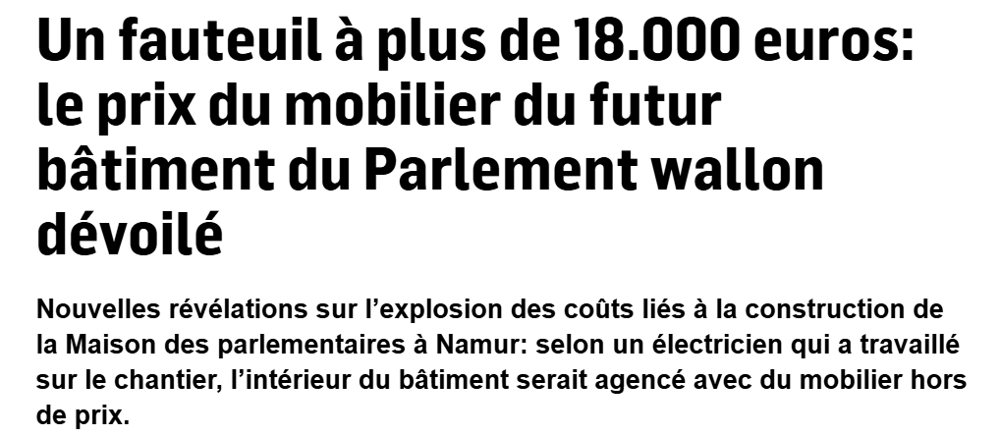 Un fauteuil à plus de 18.000 euros:
le prix du mobilier du futur
bâtiment du Parlement wallon
dévoilé
Nouvelles révélations sur l’explosion des coûts liés à la construction de
la Maison des parlementaires à Namur: selon un électricien qui a travaillé
sur le chantier, l’intérieur du bâtiment serait agencé avec du mobilier hors
de prix.